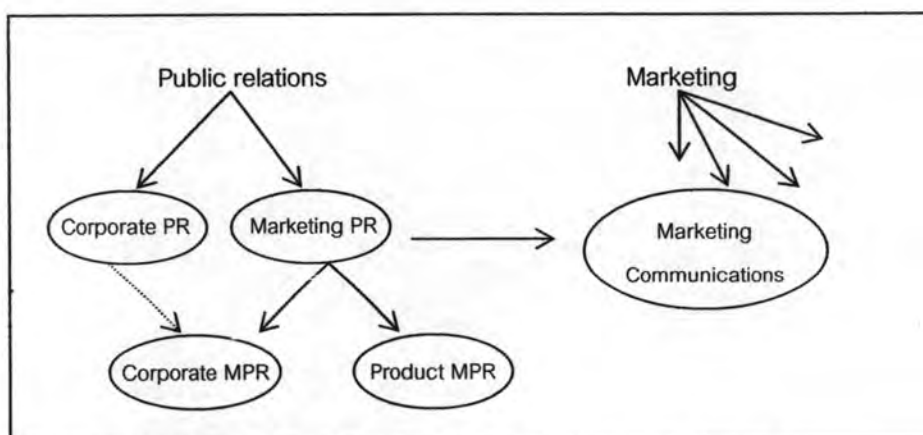 Public relations
Marketing
Corporate PR
Marketing PR
Marketing
Communications
Corporate MPR
Product MPR